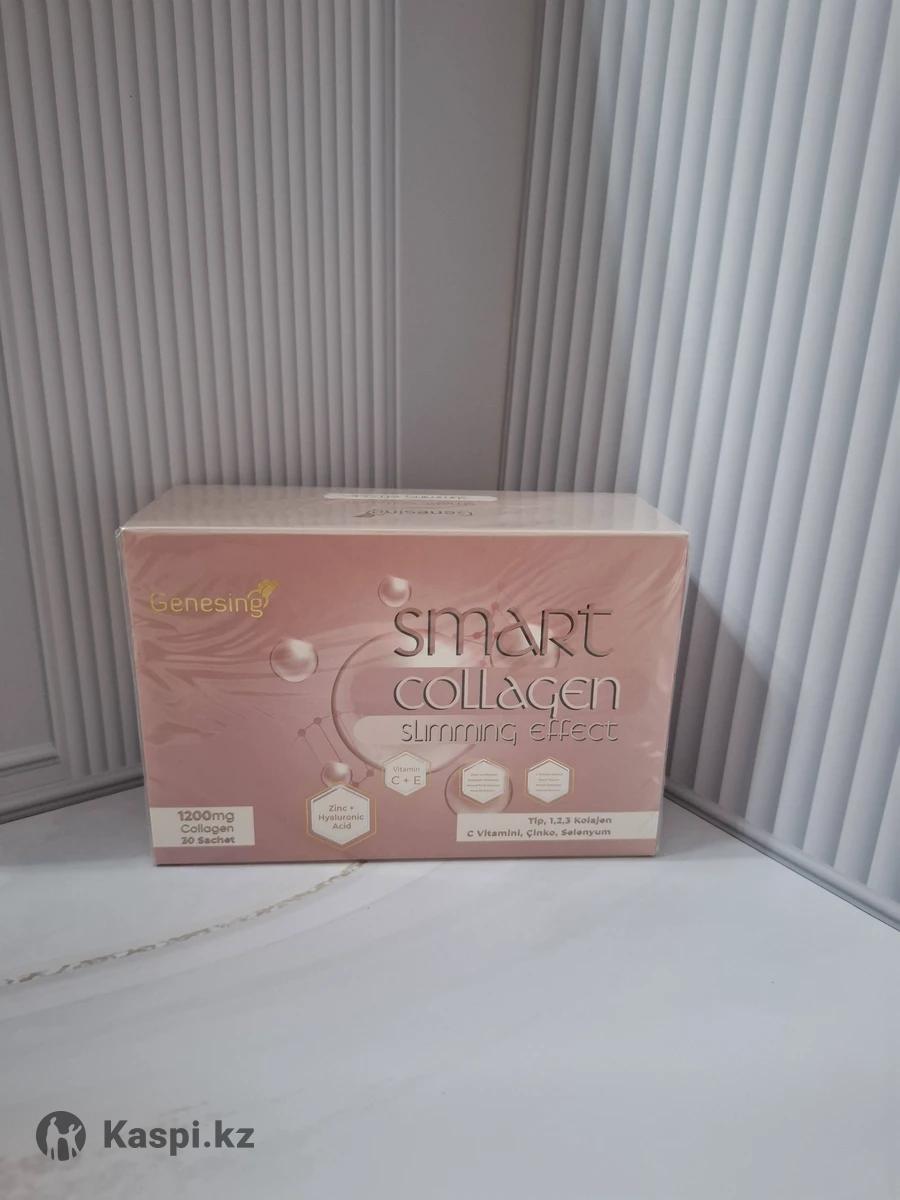 Genesing
SMART
COLLAGEN
SLIMMING EFFECT
Vitamin
C + E
Zinc +
Hyaluronic
Acid
1200mg
Collagen
30 Sachet
Tip, 1,2,3 Kolajen
C Vitamini, Çinko, Selenyum
Kaspi.kz